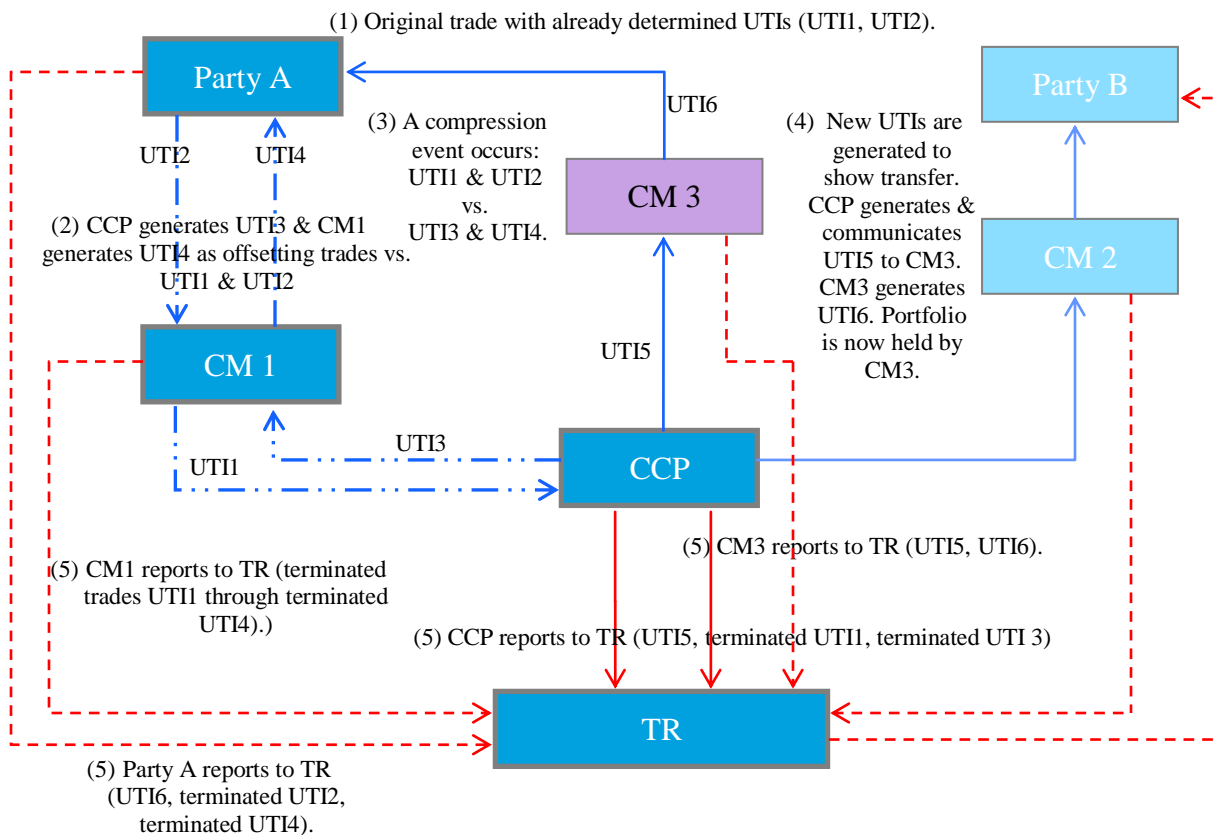 (1) Original trade with already determined UTIs (UTI1, UTI2).
Party A
Party B
UTI6
(3) A compression
event occurs:
UTI1 & UTI2
vs.
UTI3 & UTI4.
(4) New UTIs are
generated to
show transfer.
CCP generates &
communicates
UTI5 to CM3.
CM3 generates
UTI6. Portfolio
is now held by
CM3.
UTI2
UTI4
CM 3
(2) CCP generates UTI3 & CM1
generates UTI4 as offsetting trades vs.
UTI1 & UTI2
CM 2
CM 1
UTI5
UTI3
UTI1
CCP
(5) CM3 reports to TR (UTI5, UTI6).
(5) CM1 reports to TR (terminated
trades UTI1 through terminated
UTI4).)
(5) CCP reports to TR (UTI5, terminated UTI1, terminated UTI 3)
TR
(5) Party A reports to TR
(UTI6, terminated UTI2,
terminated UTI4).